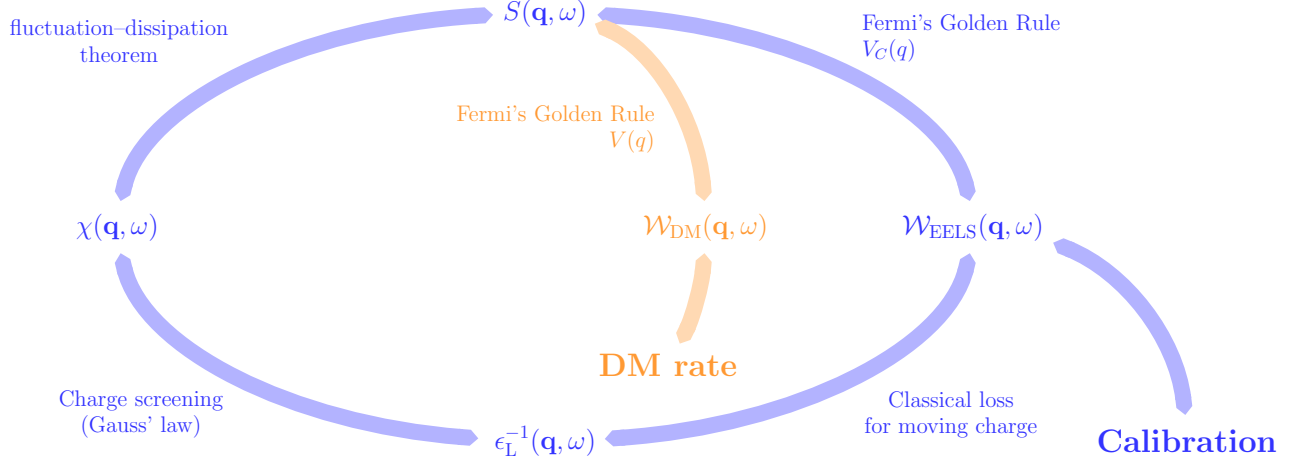 S(q, ω)
fluctuation–dissipation
theorem
Fermi's Golden Rule
V_C(q)
Fermi's Golden Rule
V(q)
χ(q, ω)
𝒲_DM(q, ω)
𝒲_EELS(q, ω)
DM rate
Charge screening
(Gauss' law)
Classical loss
for moving charge
ϵ_L^{-1}(q, ω)
Calibration